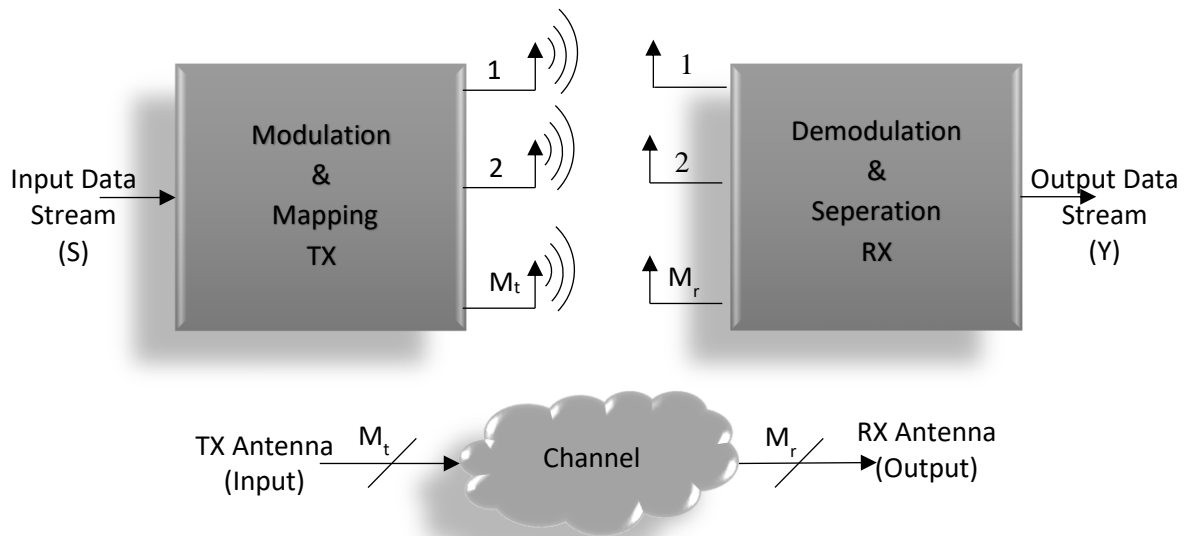 Input Data
Stream
(S)
Modulation
&
Mapping
TX
1
2
Mt
1
2
Mr
Demodulation
&
Seperation
RX
Output Data
Stream
(Y)
TX Antenna
(Input)
Mt
Channel
Mr
RX Antenna
(Output)